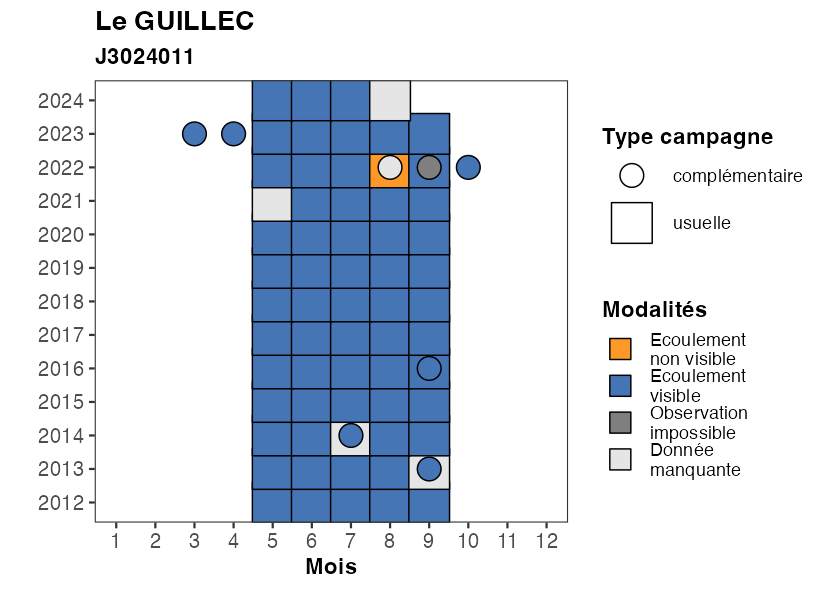 Le GUILLEC
J3024011
2024
2023
2022
2021
2020
2019
2018
2017
2016
2015
2014
2013
2012
1 2 3 4 5 6 7 8 9 10 11 12
Mois
Type campagne
complémentaire
usuelle
Modalités
Ecoulement
non visible
Ecoulement
visible
Observation
impossible
Donnée
manquante